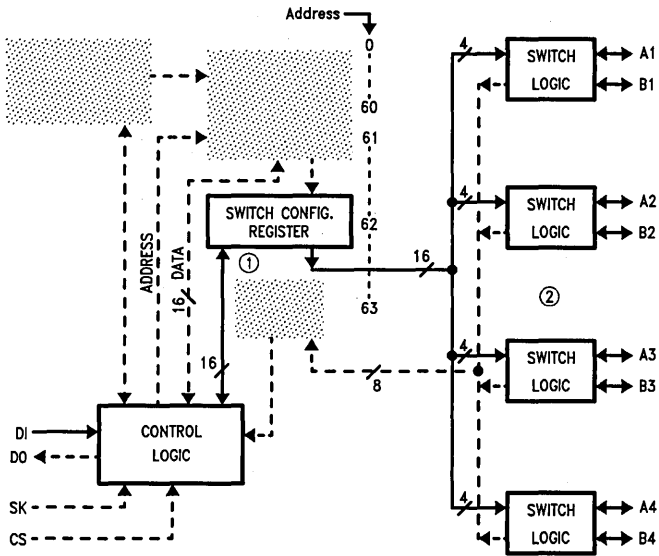 Address
0
60
61
62
63
ADDRESS
DATA
16
16
16
8
SWITCH CONFIG.
REGISTER
①
②
CONTROL
LOGIC
DI
DO
SK
CS
4
SWITCH
LOGIC
A1
B1
4
SWITCH
LOGIC
A2
B2
4
SWITCH
LOGIC
A3
B3
4
SWITCH
LOGIC
A4
B4